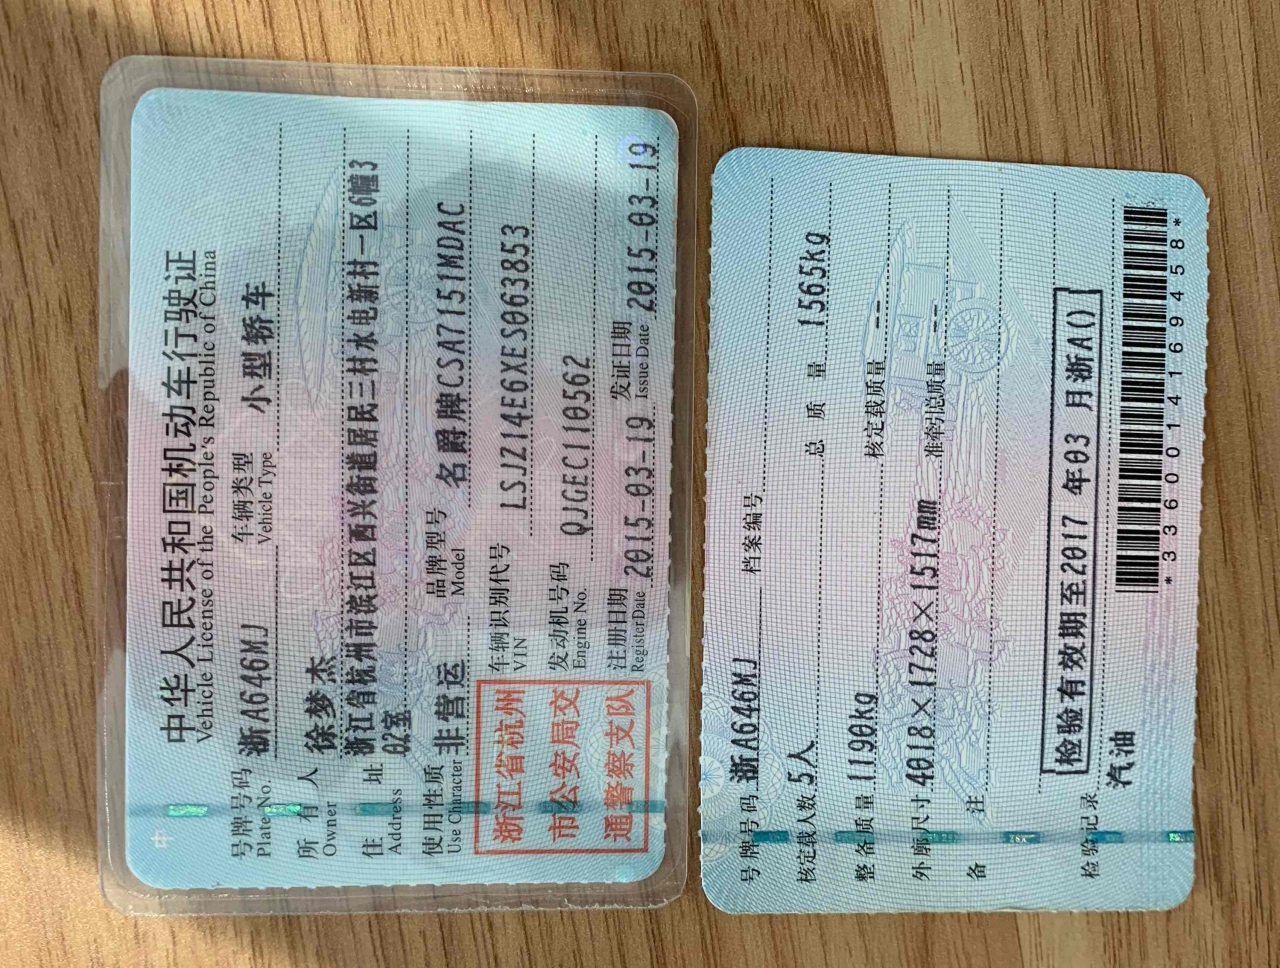 中华人民共和国机动车行驶证
Vehicle License of the People's Republic of China
号牌号码 Plate No. 浙A646MJ 车辆类型 Vehicle Type 小型轿车
所有人 Owner 徐梦杰
住址 Address 浙江省杭州市滨江区西兴街道居民三村水电新村一区6幢3
02室
使用性质 Use Character 非营运 品牌型号 Model 名爵牌CSA7151MDAC
浙江省杭州
市公安局交
通警察支队
车辆识别代号 VIN LSJZ14E6XES063853
发动机号码 Engine No. QJGEC110562
注册日期 Register Date 2015-03-19 发证日期 Issue Date 2015-03-19
号牌号码 浙A646MJ 档案编号
核定载人数 5人 总质量 1565kg
整备质量 1190kg 核定载质量 --
外廓尺寸 4018×1728×1517mm 准牵引总质量 --
备注
检验有效期至2017年03月浙A()
检验记录
汽油
*3360014169458*